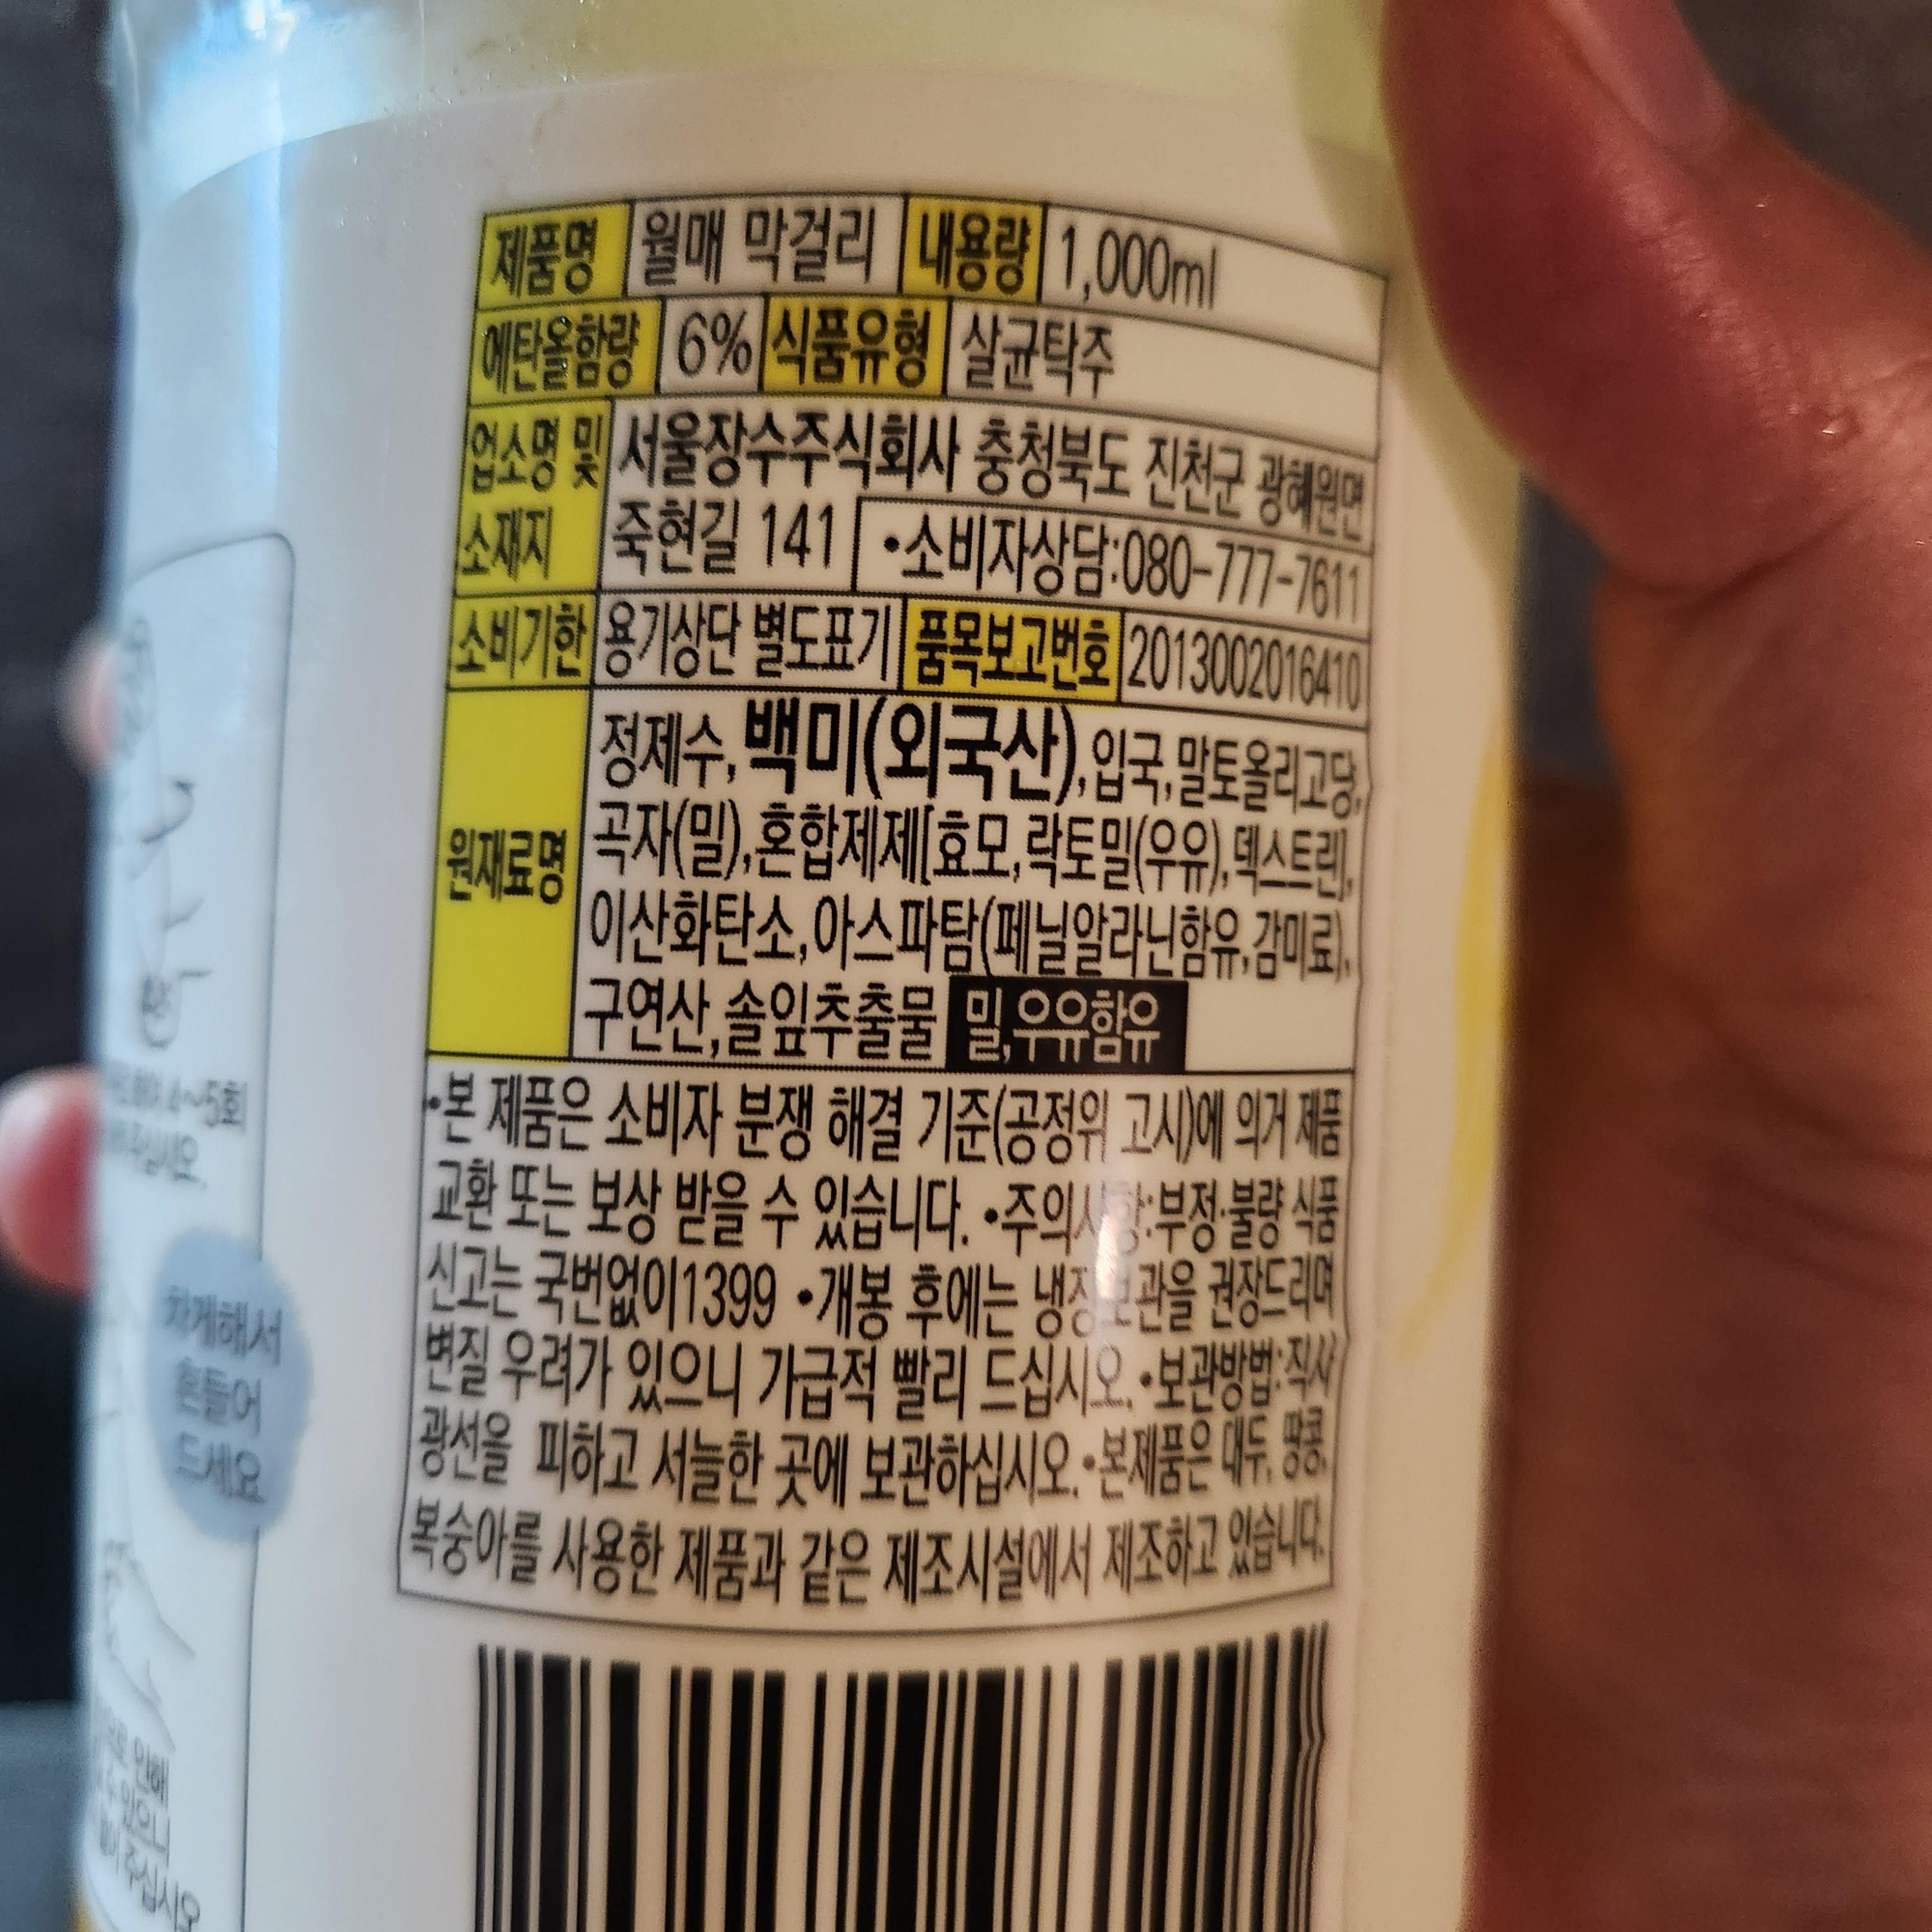 제품명 월매 막걸리 내용량 1,000ml
에탄올함량 6% 식품유형 살균탁주
업소명 및 서울장수주식회사 충청북도 진천군 광혜원면
소재지 죽현길 141 •소비자상담:080-777-7611
소비기한 용기상단 별도표기 품목보고번호 2013002016410
원재료명
정제수, 백미(외국산), 입국, 말토올리고당,
곡자(밀), 혼합제제[효모, 락토밀(우유), 덱스트린],
이산화탄소, 아스파탐(페닐알라닌함유, 감미료),
구연산, 솔잎추출물 밀, 우유함유
•본 제품은 소비자 분쟁 해결 기준(공정위 고시)에 의거 제품
교환 또는 보상 받을 수 있습니다. •주의사항:부정·불량 식품
신고는 국번없이1399 •개봉 후에는 냉장보관을 권장드리며
변질 우려가 있으니 가급적 빨리 드십시오. •보관방법:직사
광선을 피하고 서늘한 곳에 보관하십시오. •본제품은 대두, 땅콩,
복숭아를 사용한 제품과 같은 제조시설에서 제조하고 있습니다.
4~5회
주십시오.
차게해서
흔들어
드세요
인해
있으니
주십시오